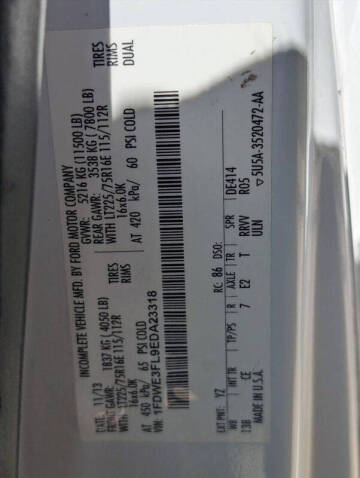 INCOMPLETE VEHICLE MFD. BY FORD MOTOR COMPANY
DATE: 11/13 GVWR: 5216 KG (11500 LB)
FRONT GAWR: 1837 KG (4050 LB) REAR GAWR: 3538 KG (7800 LB)
WITH LT225/75R16E 115/112R TIRES WITH LT225/75R16E 115/112R TIRES
16x6.0K RIMS 16x6.0K RIMS
AT 450 kPa/ 65 PSI COLD AT 420 kPa/ 60 PSI COLD DUAL
VIN: 1FDWE3FL9EDA23318
EXT PNT: YZ RC: 86 DSO:
WB INT TR TP/PS R AXLE TR SPR DE414
138 CE 7 E2 T RRVV R05
MADE IN U.S.A. ULN ▽ 5U5A-3520472-AA